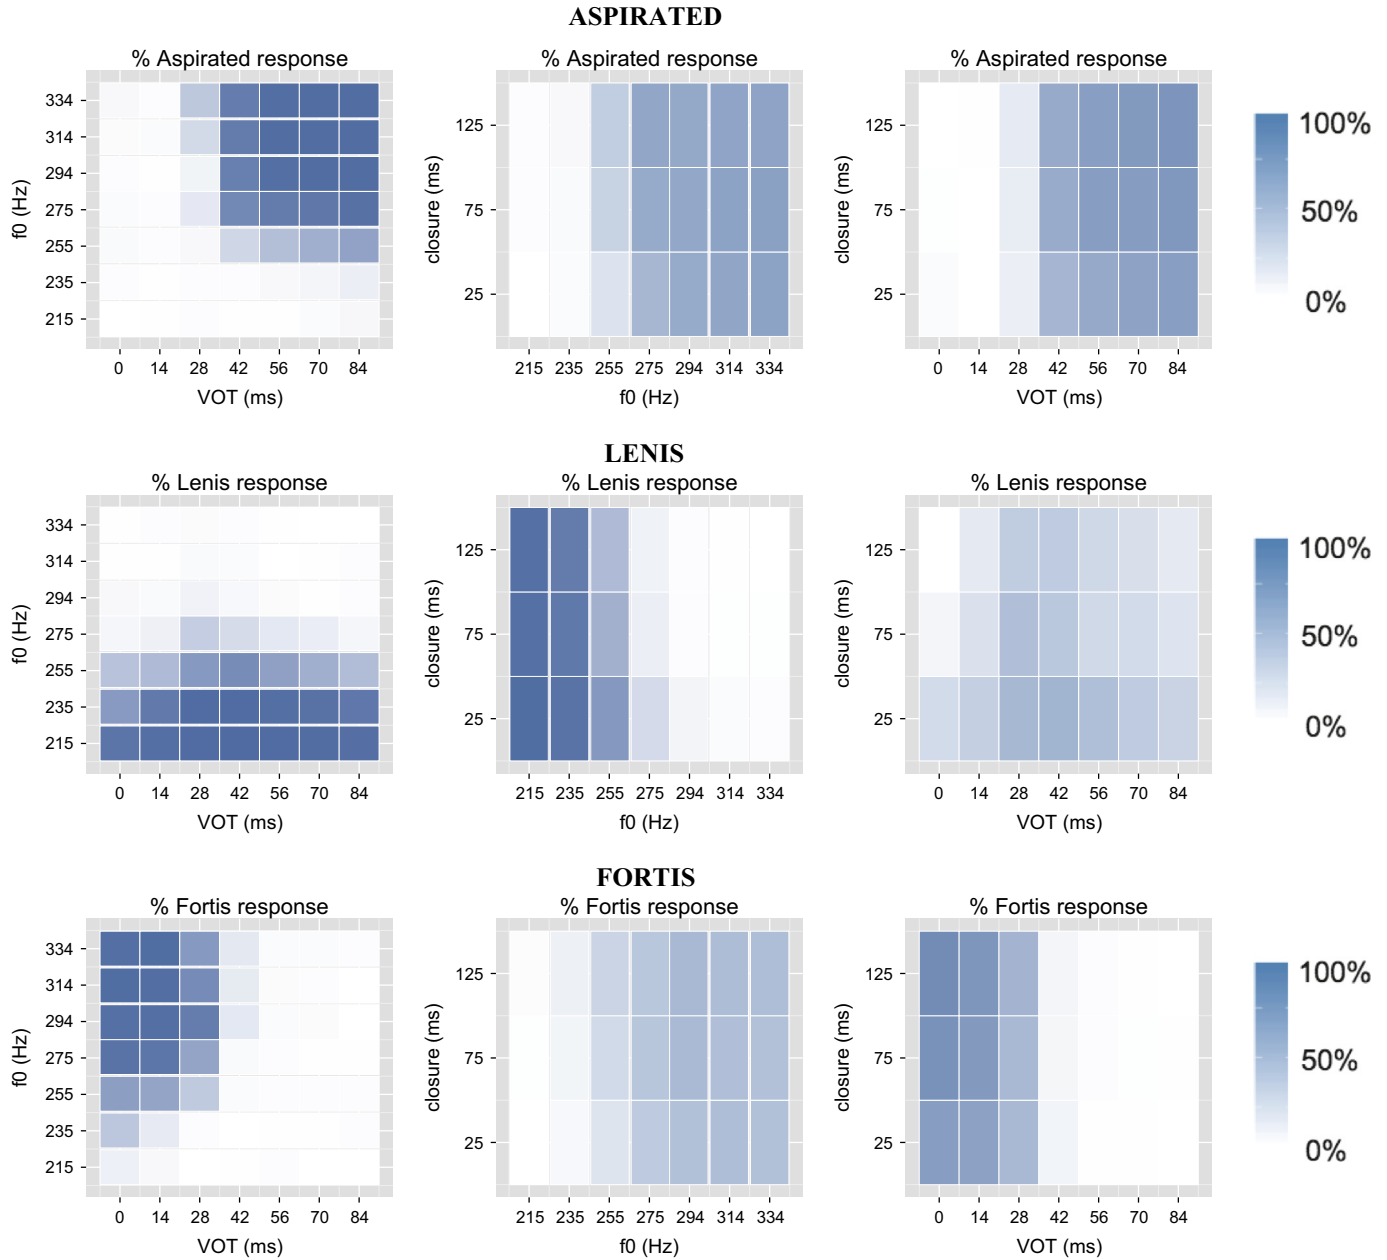 ASPIRATED
% Aspirated response % Aspirated response % Aspirated response
f0 (Hz)
334
314
294
275
255
235
215
0 14 28 42 56 70 84
VOT (ms)
closure (ms)
125
75
25
215 235 255 275 294 314 334
f0 (Hz)
closure (ms)
125
75
25
0 14 28 42 56 70 84
VOT (ms)
100%
50%
0%
LENIS
% Lenis response % Lenis response % Lenis response
f0 (Hz)
334
314
294
275
255
235
215
0 14 28 42 56 70 84
VOT (ms)
closure (ms)
125
75
25
215 235 255 275 294 314 334
f0 (Hz)
closure (ms)
125
75
25
0 14 28 42 56 70 84
VOT (ms)
100%
50%
0%
FORTIS
% Fortis response % Fortis response % Fortis response
f0 (Hz)
334
314
294
275
255
235
215
0 14 28 42 56 70 84
VOT (ms)
closure (ms)
125
75
25
215 235 255 275 294 314 334
f0 (Hz)
closure (ms)
125
75
25
0 14 28 42 56 70 84
VOT (ms)
100%
50%
0%